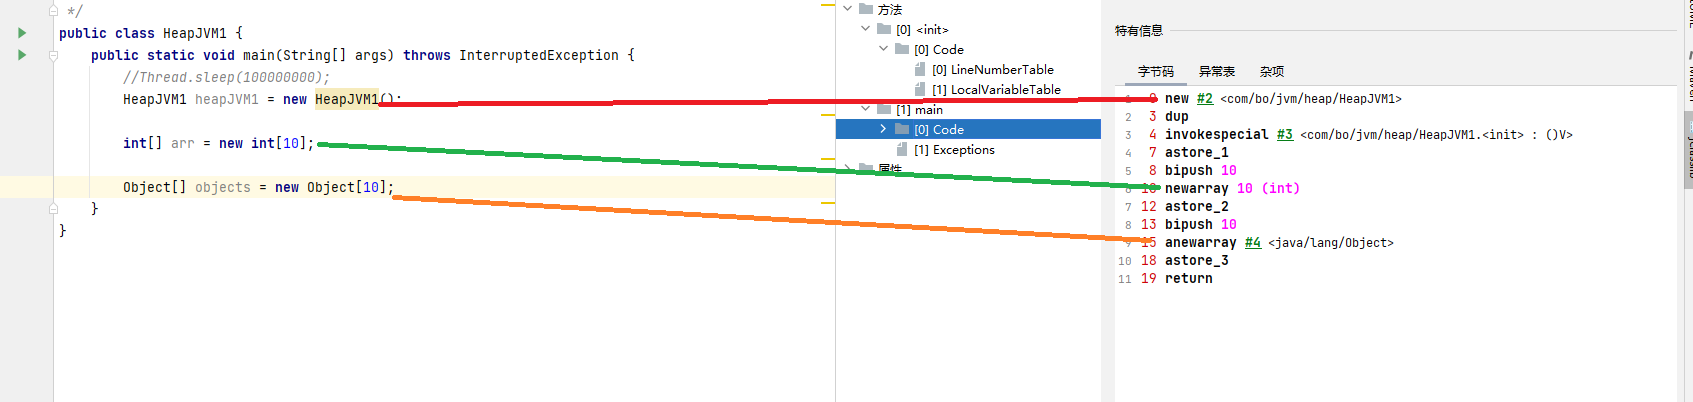 */
public class HeapJVM1 {
public static void main(String[] args) throws InterruptedException {
//Thread.sleep(100000000);
HeapJVM1 heapJVM1 = new HeapJVM1();
int[] arr = new int[10];
Object[] objects = new Object[10];
}
}
方法
[0] <init>
[0] Code
[0] LineNumberTable
[1] LocalVariableTable
[1] main
[0] Code
[1] Exceptions
属性
特有信息
字节码 异常表 杂项
1 0 new #2 <com/bo/jvm/heap/HeapJVM1>
2 3 dup
3 4 invokespecial #3 <com/bo/jvm/heap/HeapJVM1.<init> : ()V>
4 7 astore_1
5 8 bipush 10
6 10 newarray 10 (int)
7 12 astore_2
8 13 bipush 10
9 15 anewarray #4 <java/lang/Object>
10 18 astore_3
11 19 return